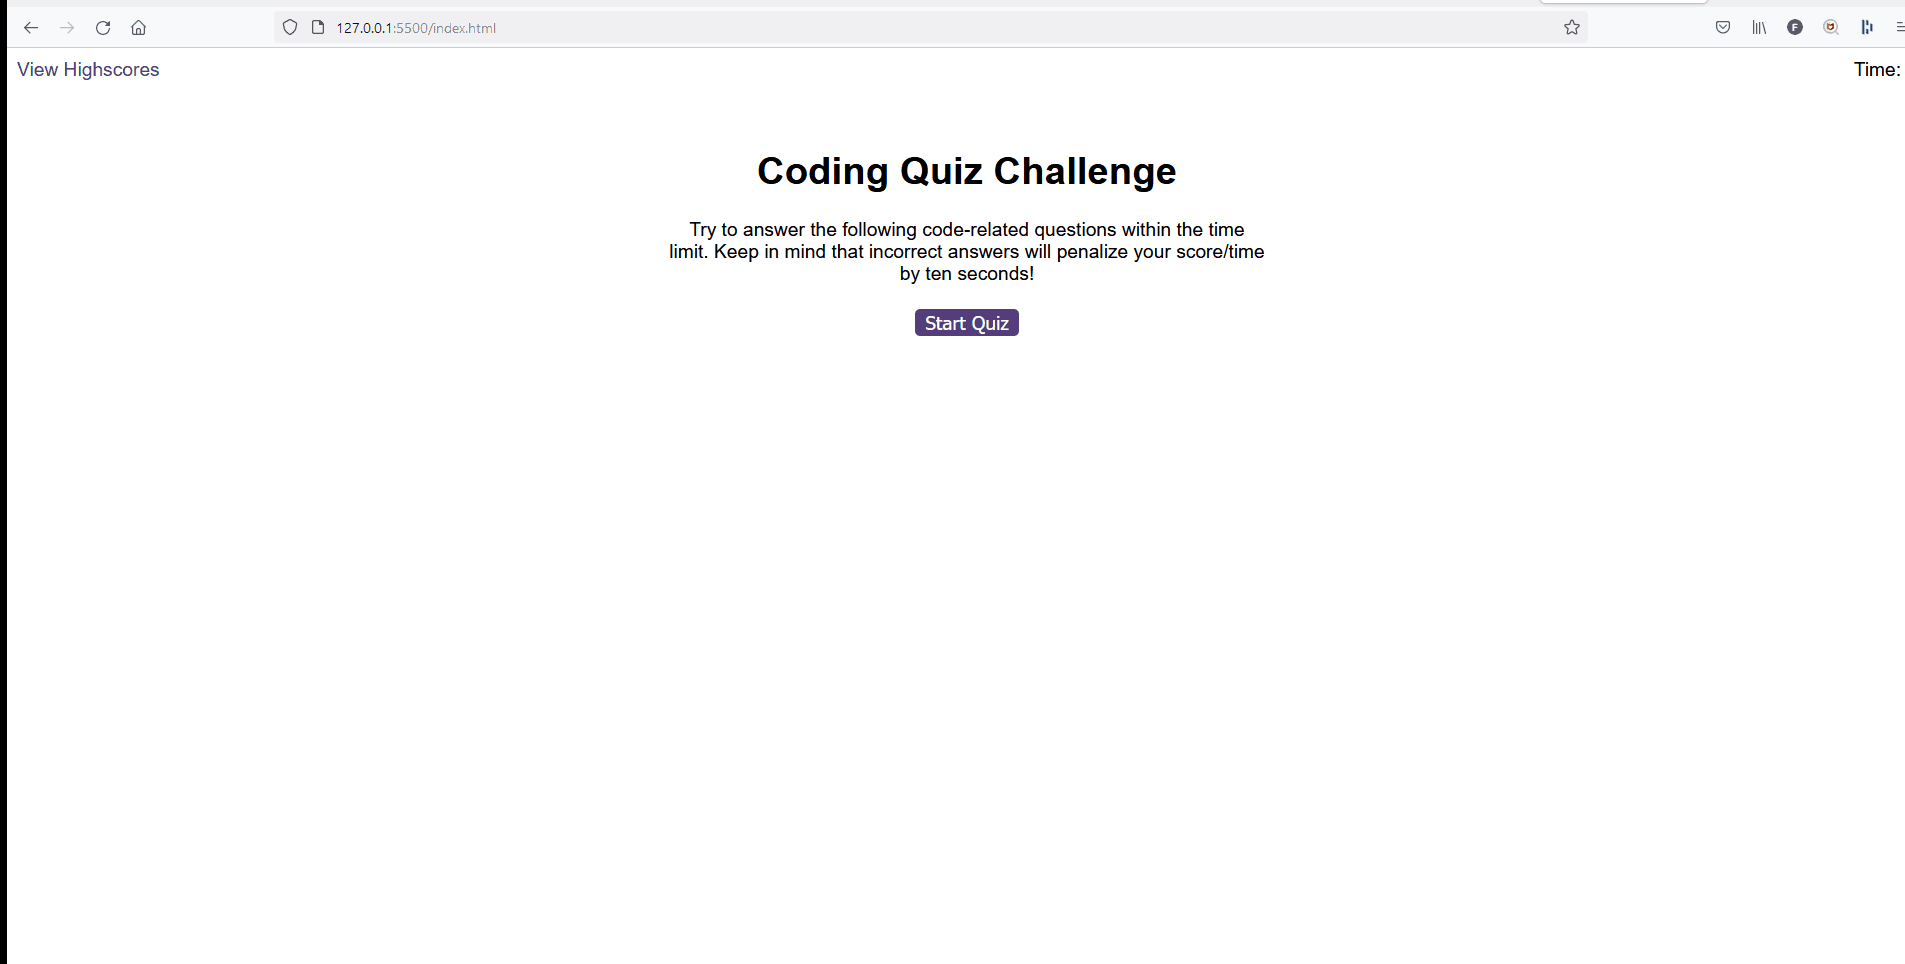 127.0.0.1:5500/index.html
F
View Highscores
Time:
Coding Quiz Challenge
Try to answer the following code-related questions within the time
limit. Keep in mind that incorrect answers will penalize your score/time
by ten seconds!
Start Quiz